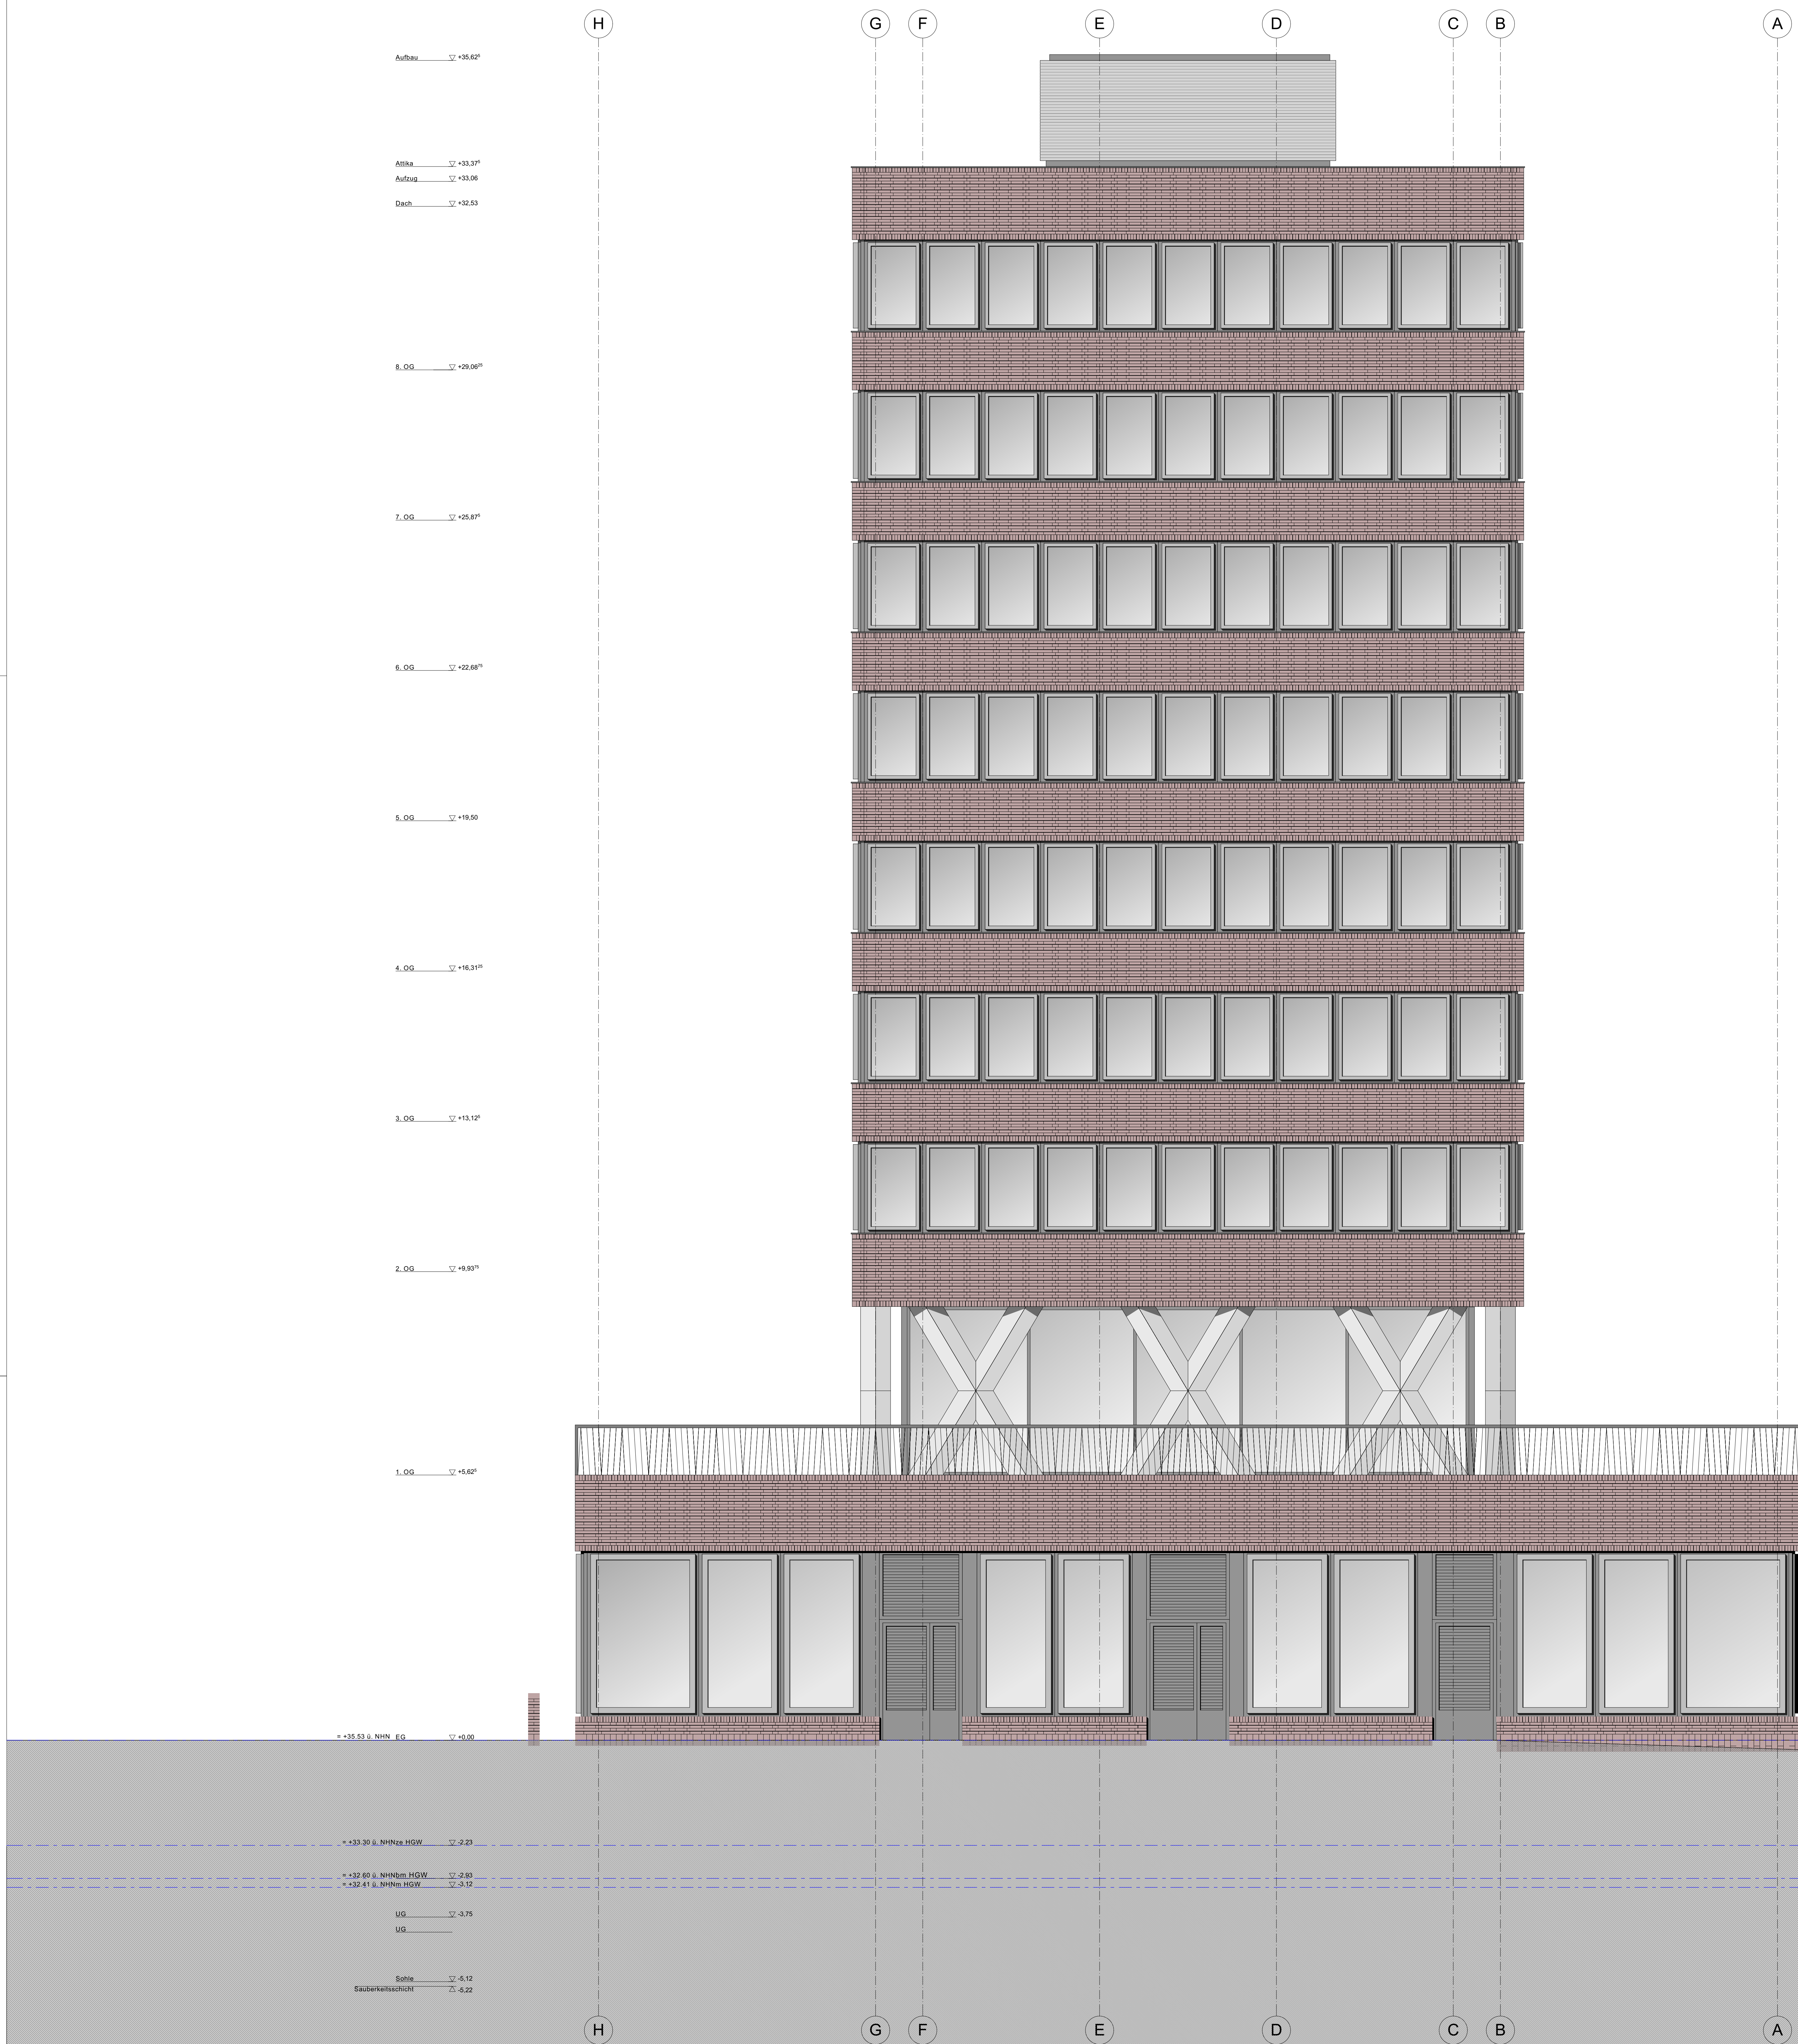 H G F E D C B A
Aufbau +35,62⁵
Attika +33,37⁵
Aufzug +33,06
Dach +32,53
8. OG +29,06²⁵
7. OG +25,87⁵
6. OG +22,68⁷⁵
5. OG +19,50
4. OG +16,31²⁵
3. OG +13,12⁵
2. OG +9,93⁷⁵
1. OG +5,62⁵
= +35.53 ü. NHN EG +0,00
= +33.30 ü. NHNze HGW -2,23
= +32.60 ü. NHNbm HGW -2,93
= +32.41 ü. NHNm HGW -3,12
UG -3,75
UG
Sohle -5,12
Sauberkeitsschicht -5,22
H G F E D C B A